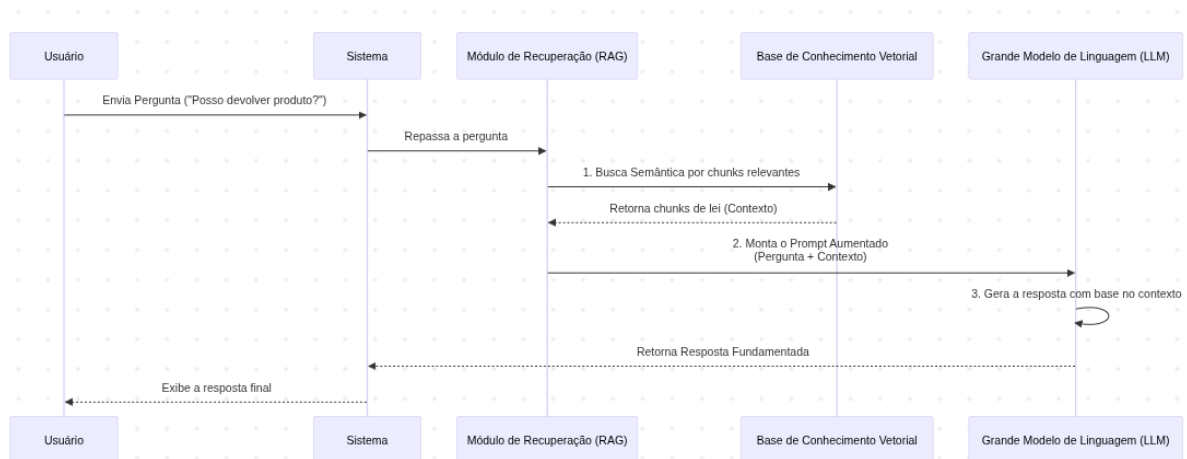 Usuário
Sistema
Módulo de Recuperação (RAG)
Base de Conhecimento Vetorial
Grande Modelo de Linguagem (LLM)
Envia Pergunta ("Posso devolver produto?")
Repassa a pergunta
1. Busca Semântica por chunks relevantes
Retorna chunks de lei (Contexto)
2. Monta o Prompt Aumentado
(Pergunta + Contexto)
3. Gera a resposta com base no contexto
Retorna Resposta Fundamentada
Exibe a resposta final
Usuário
Sistema
Módulo de Recuperação (RAG)
Base de Conhecimento Vetorial
Grande Modelo de Linguagem (LLM)